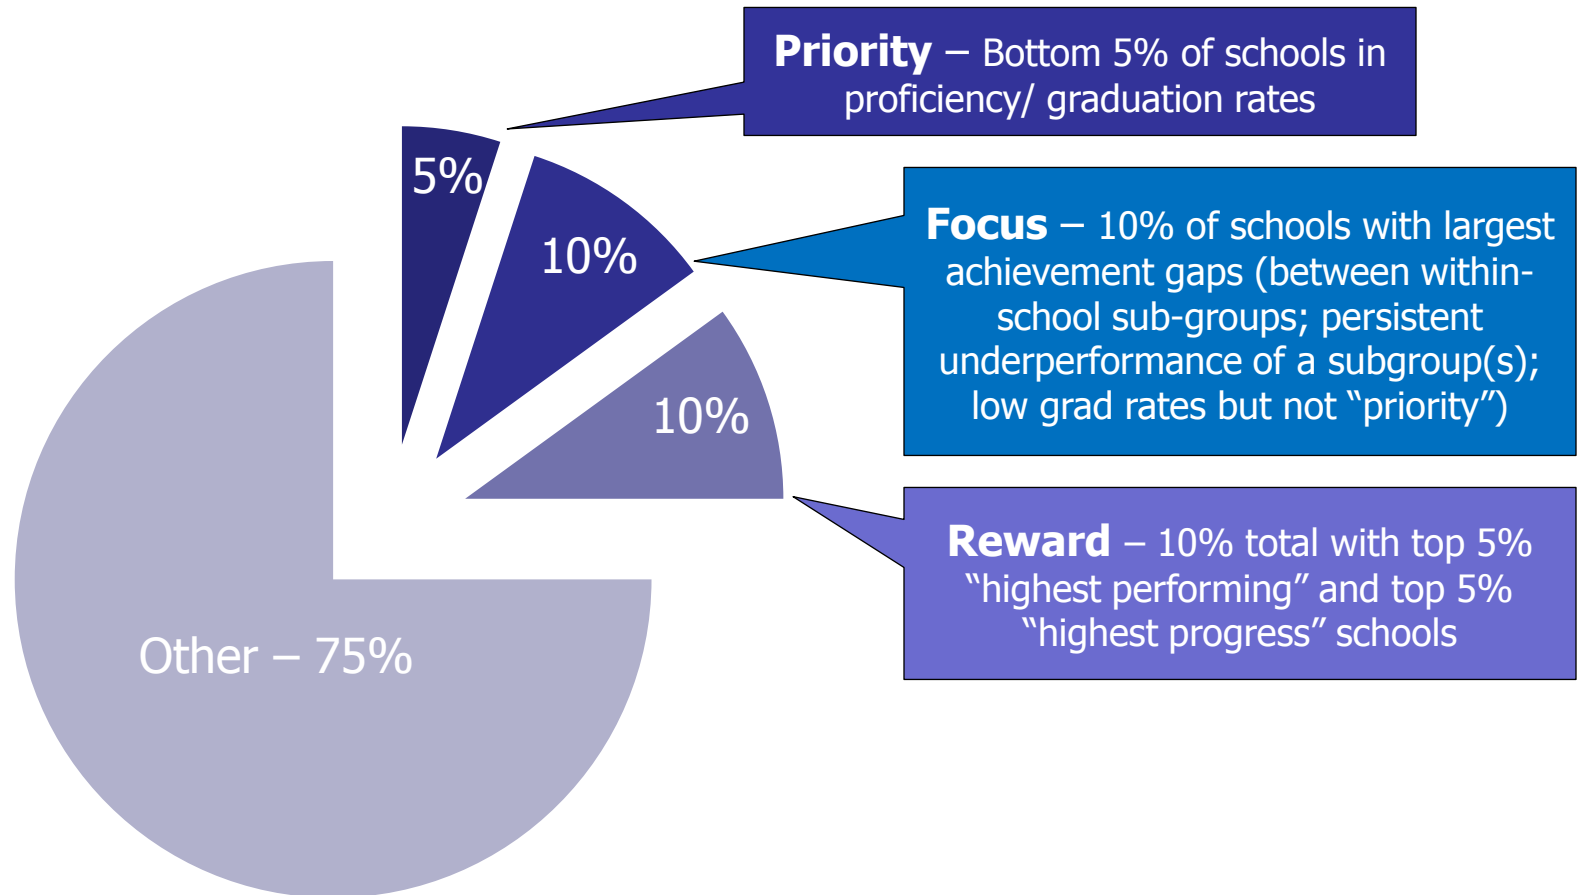 Priority – Bottom 5% of schools in
proficiency/ graduation rates
5%
Focus – 10% of schools with largest
achievement gaps (between within-
school sub-groups; persistent
underperformance of a subgroup(s);
low grad rates but not “priority”)
10%
10%
Reward – 10% total with top 5%
“highest performing” and top 5%
“highest progress” schools
Other – 75%